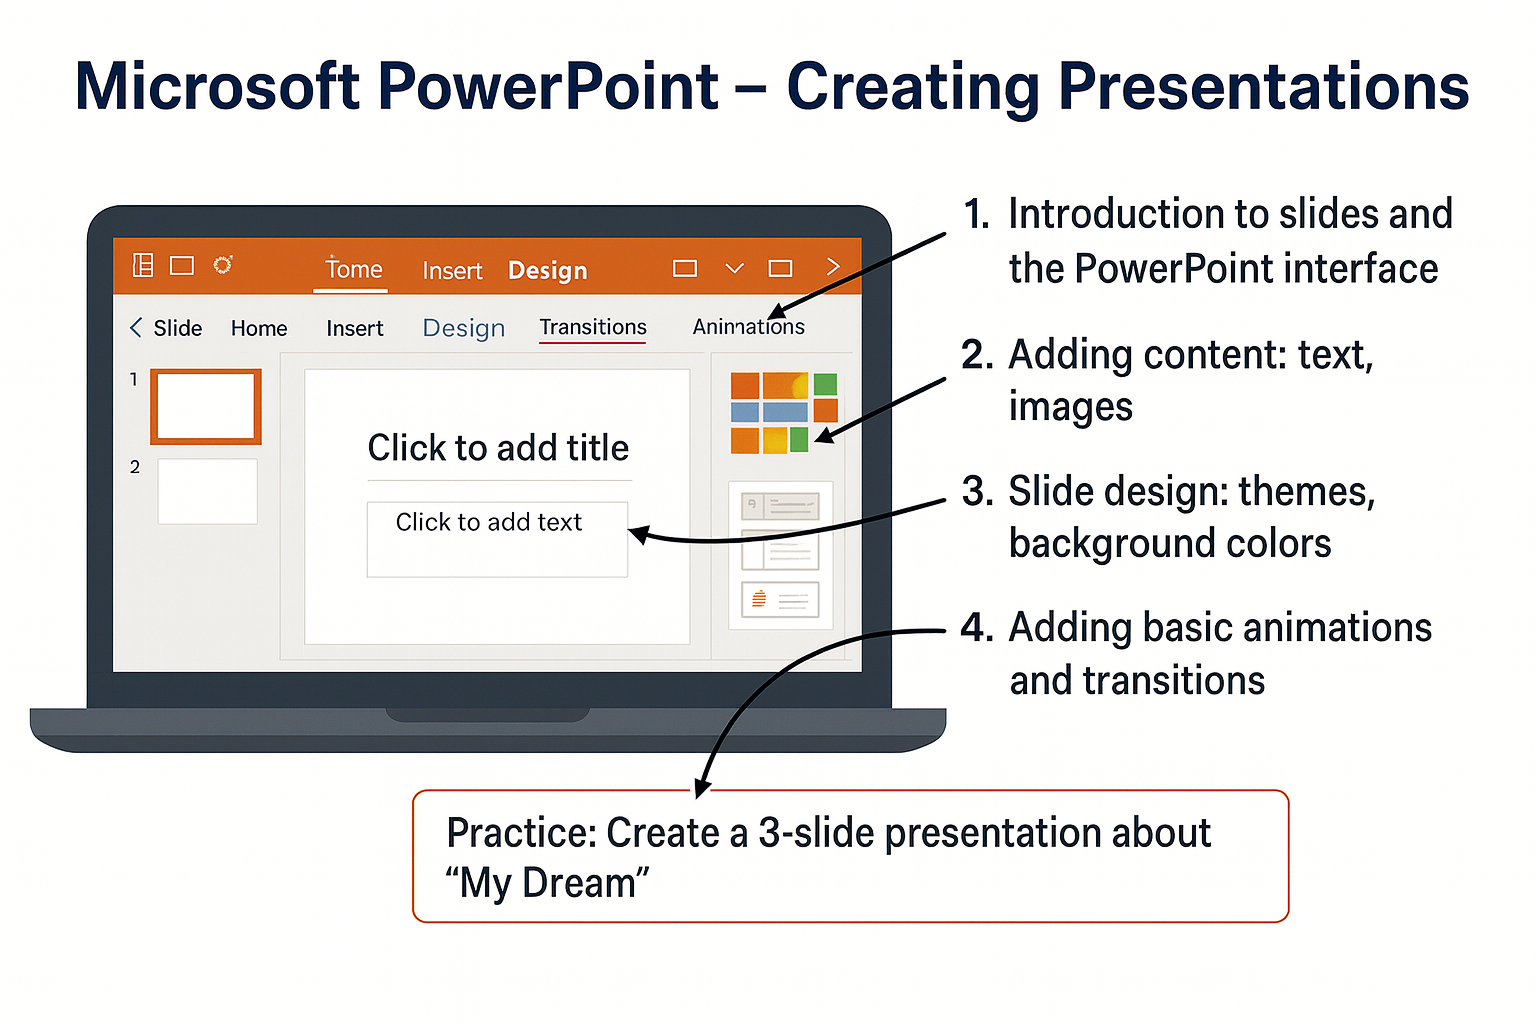 Microsoft PowerPoint – Creating Presentations
Tome Insert Design
Slide Home Insert Design Transitions Animations
1
2
Click to add title
Click to add text
1. Introduction to slides and
the PowerPoint interface
2. Adding content: text,
images
3. Slide design: themes,
background colors
4. Adding basic animations
and transitions
Practice: Create a 3-slide presentation about
“My Dream”